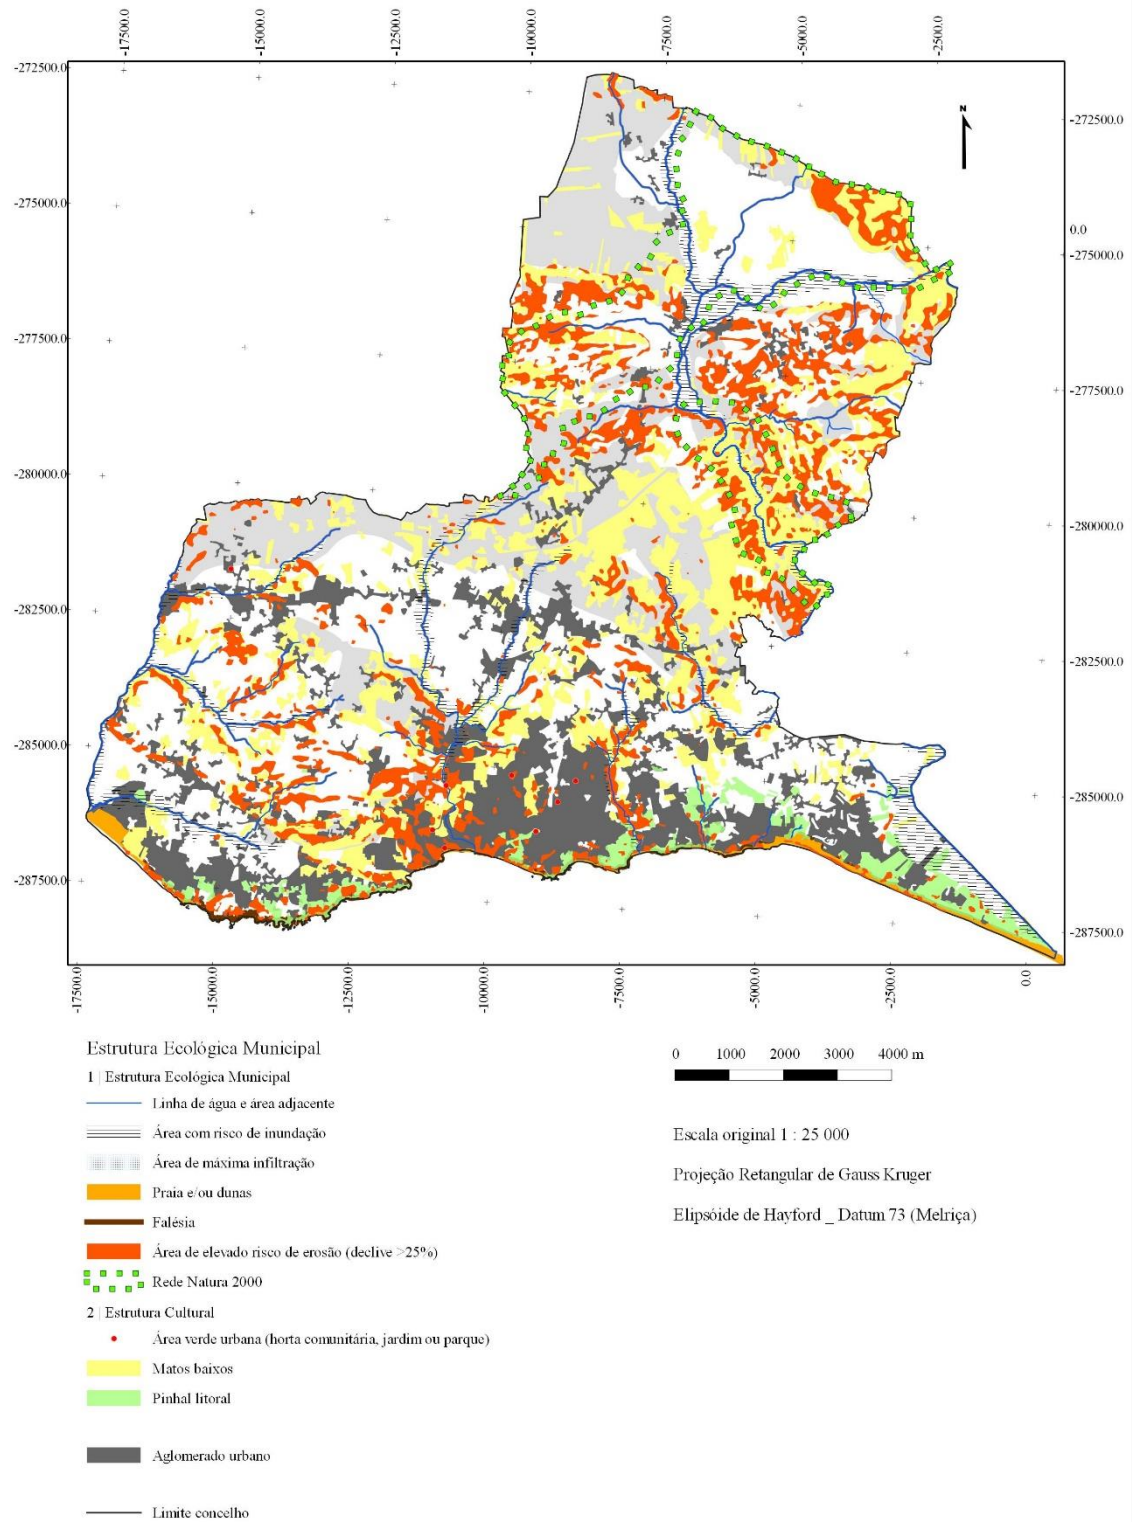 -17500.0
-15000.0
-12500.0
-10000.0
-7500.0
-5000.0
-2500.0
-272500.0
-272500.0
N
-275000.0
0.0
-275000.0
-277500.0
-277500.0
-280000.0
-280000.0
-282500.0
-282500.0
-285000.0
-285000.0
-287500.0
-287500.0
-17500.0
-15000.0
-12500.0
-10000.0
-7500.0
-5000.0
-2500.0
0.0
Estrutura Ecológica Municipal
1 | Estrutura Ecológica Municipal
Linha de água e área adjacente
Área com risco de inundação
Área de máxima infiltração
Praia e/ou dunas
Falésia
Área de elevado risco de erosão (declive >25%)
Rede Natura 2000
2 | Estrutura Cultural
Área verde urbana (horta comunitária, jardim ou parque)
Matos baixos
Pinhal litoral
Aglomerado urbano
Limite concelho
0 1000 2000 3000 4000 m
Escala original 1 : 25 000
Projeção Retangular de Gauss Kruger
Elipsóide de Hayford _ Datum 73 (Melriça)